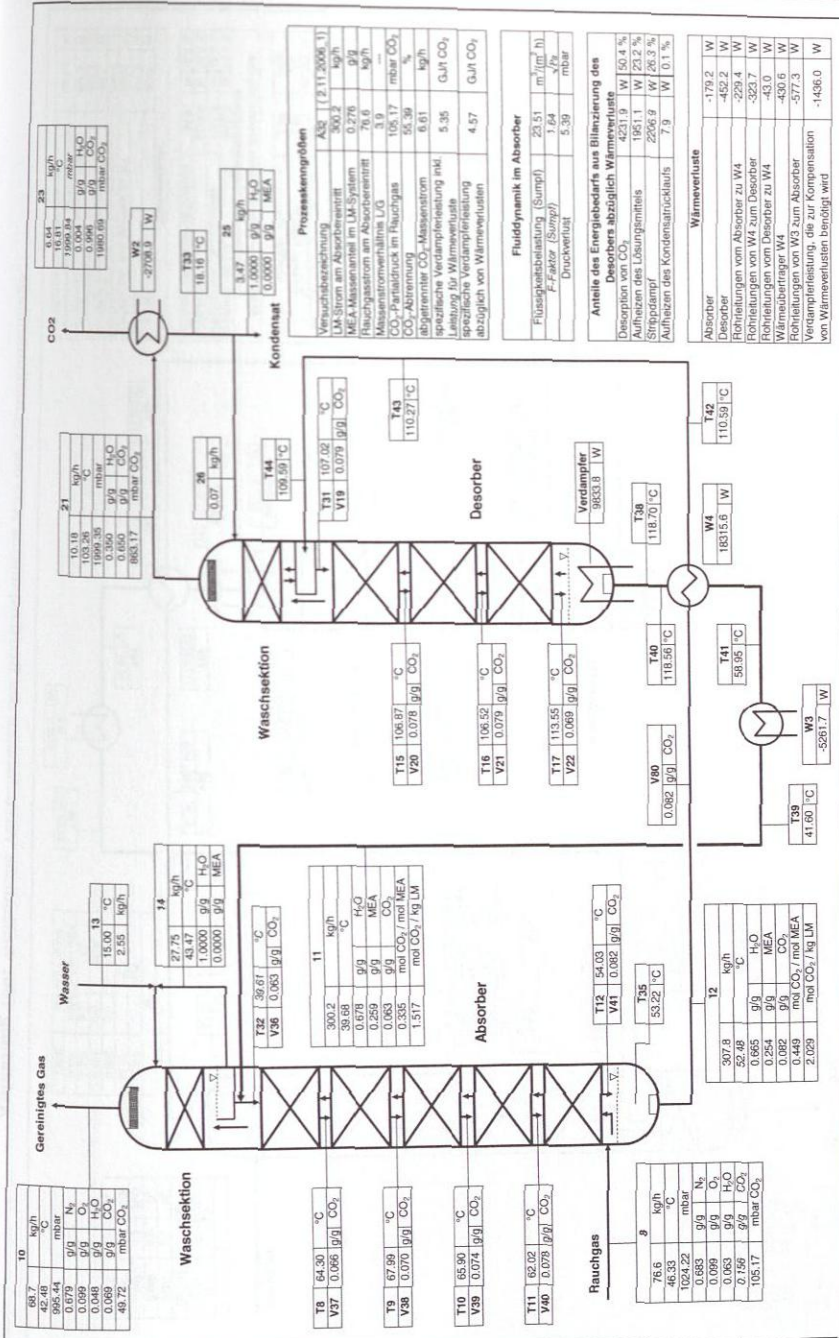 10
68.7 kg/h
42.48 °C
995.44 mbar
0.679 g/g N₂
0.099 g/g O₂
0.048 g/g H₂O
0.069 g/g CO₂
49.72 mbar CO₂
Gereinigtes Gas
Wasser
13
15.00 °C
2.55 kg/h
14
27.75 kg/h
43.47 °C
1.0000 g/g H₂O
0.0000 g/g MEA
Waschsektion
T32 39.61 °C
V36 0.063 g/g CO₂
11
300.2 kg/h
39.68 °C
0.678 g/g H₂O
0.259 g/g MEA
0.063 g/g CO₂
0.335 mol CO₂ / mol MEA
1.517 mol CO₂ / kg LM
T8 64.30 °C
V37 0.066 g/g CO₂
T9 67.99 °C
V38 0.070 g/g CO₂
T10 65.90 °C
V39 0.074 g/g CO₂
T11 62.02 °C
V40 0.078 g/g CO₂
Absorber
T12 54.03 °C
V41 0.082 g/g CO₂
T35
53.22 °C
Rauchgas
76.6 kg/h
46.33 °C
1024.22 mbar
0.683 g/g N₂
0.099 g/g O₂
0.063 g/g H₂O
0.156 g/g CO₂
105.17 mbar CO₂
12
307.8 kg/h
52.48 °C
0.665 g/g H₂O
0.254 g/g MEA
0.082 g/g CO₂
0.449 mol CO₂ / mol MEA
2.029 mol CO₂ / kg LM
21
10.18 kg/h
103.26 °C
1999.35 mbar
0.350 g/g H₂O
0.650 g/g CO₂
863.17 mbar CO₂
CO2
23
6.64 kg/h
16.81 °C
1999.84 mbar
0.004 g/g H₂O
0.996 g/g CO₂
1980.69 mbar CO₂
W2
-2708.9 W
T33
18.16 °C
25
3.47 kg/h
1.0000 g/g H₂O
0.0000 g/g MEA
Kondensat
26
0.07 kg/h
T44
109.59 °C
Waschsektion
T31 107.02 °C
V19 0.079 g/g CO₂
T43
110.27 °C
T15 106.87 °C
V20 0.078 g/g CO₂
T16 106.52 °C
V21 0.079 g/g CO₂
T17 113.55 °C
V22 0.069 g/g CO₂
Desorber
Verdampfer
9833.8 W
T38
118.70 °C
T40
118.56 °C
W4
18315.6 W
T42
110.59 °C
V80
0.082 g/g CO₂
T41
58.95 °C
W3
-5261.7 W
T39
41.60 °C
Prozesskenngrößen
Versuchsbezeichnung A32 (2.11.2006_1)
LM-Strom am Absorbereintritt 300.2 kg/h
MEA-Massenanteil im LM-System 0.276 g/g
Rauchgasstrom am Absorbereintritt 76.6 kg/h
Massenstromverhältnis L/G 3.9 ---
CO₂-Partialdruck im Rauchgas 105.17 mbar CO₂
CO₂-Abtrennung 55.39 %
abgetrennter CO₂-Massenstrom 6.61 kg/h
spezifische Verdampferleistung inkl.
Leistung für Wärmeverluste 5.35 GJ/t CO₂
spezifische Verdampferleistung
abzüglich von Wärmeverlusten 4.57 GJ/t CO₂
Fluiddynamik im Absorber
Flüssigkeitsbelastung (Sumpf) 23.51 m³/(m² h)
F-Faktor (Sumpf) 1.64 √Pa
Druckverlust 5.39 mbar
Anteile des Energiebedarfs aus Bilanzierung des
Desorbers abzüglich Wärmeverluste
Desorption von CO₂ 4231.9 W 50.4 %
Aufheizen des Lösungsmittels 1951.1 W 23.2 %
Strippdampf 2206.9 W 26.3 %
Aufheizen des Kondensatrücklaufs 7.9 W 0.1 %
Wärmeverluste
Absorber -179.2 W
Desorber -452.2 W
Rohrleitungen vom Absorber zu W4 -229.4 W
Rohrleitungen von W4 zum Desorber -323.7 W
Rohrleitungen vom Desorber zu W4 -43.0 W
Wärmeübertrager W4 -430.6 W
Rohrleitungen von W3 zum Absorber -577.3 W
Verdampferleistung, die zur Kompensation
von Wärmeverlusten benötigt wird -1436.0 W